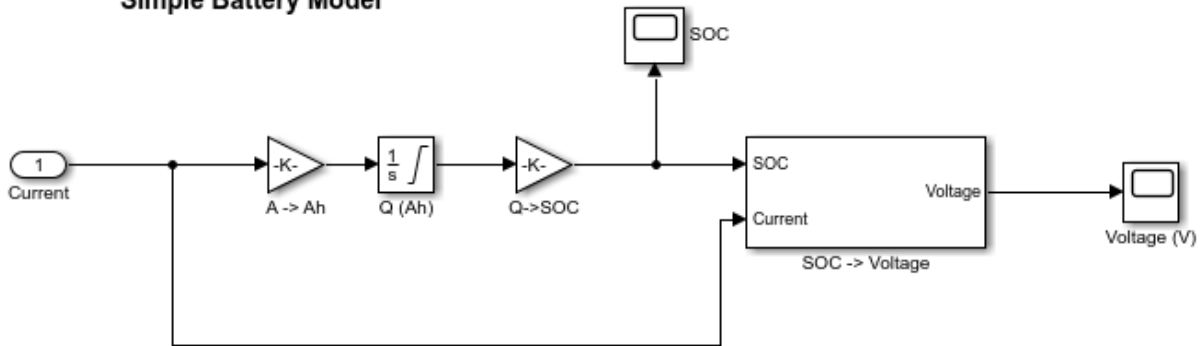 Simple Battery Model
SOC
1
Current
-K-
A -> Ah
1
s
Q (Ah)
-K-
Q->SOC
SOC
Current
Voltage
SOC -> Voltage
Voltage (V)